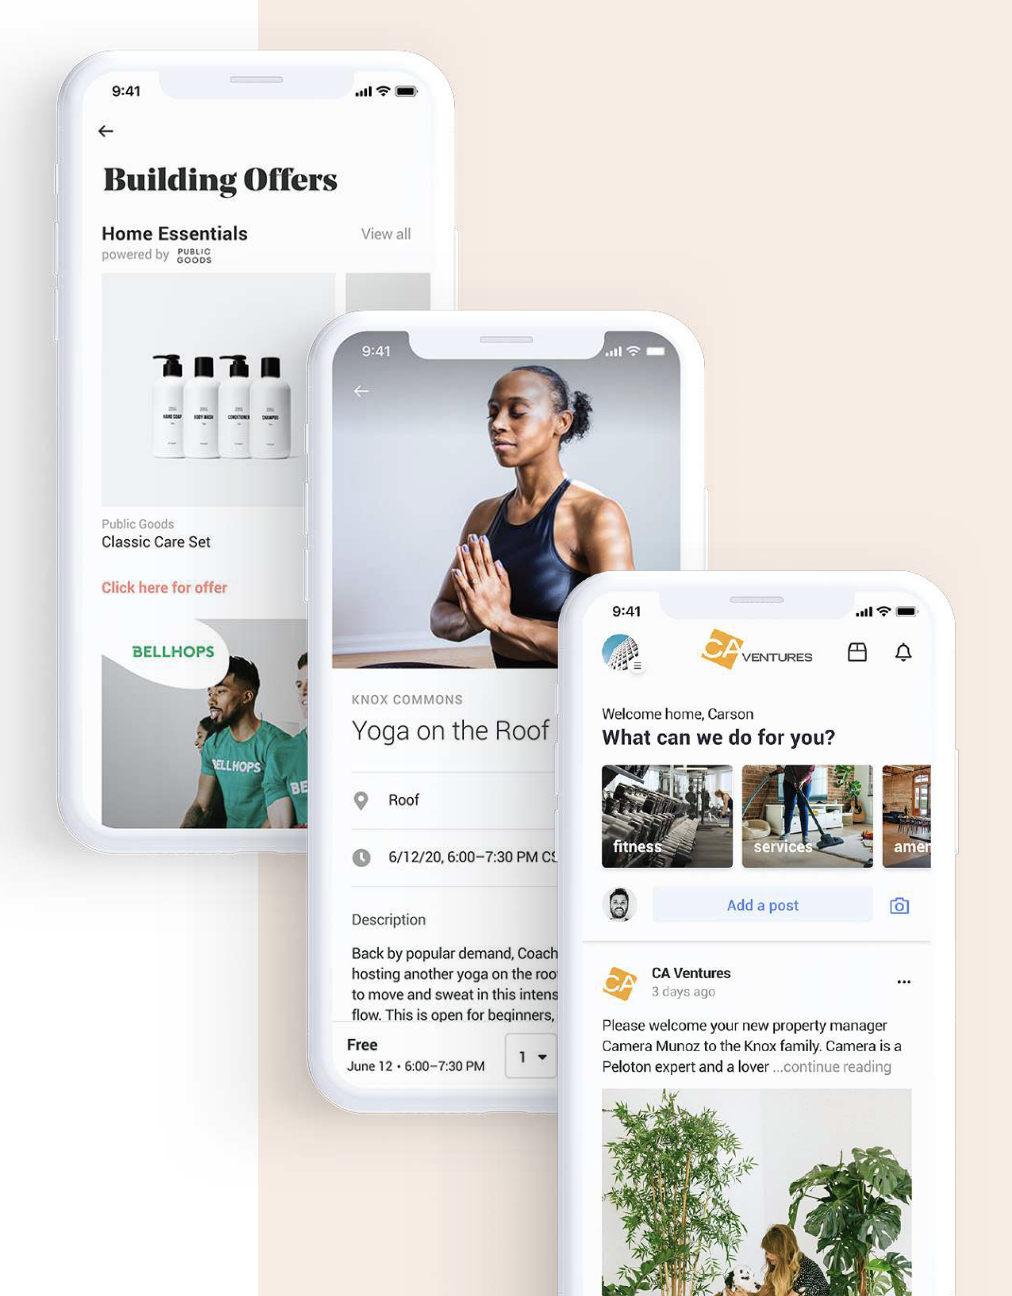 9:41
Building Offers
Home Essentials
View all
powered by PUBLIC GOODS
HAND SOAP
BODY WASH
CONDITIONER
SHAMPOO
Public Goods
Classic Care Set
Click here for offer
BELLHOPS
BELLHOPS
BE
9:41
KNOX COMMONS
Yoga on the Roof
Roof
6/12/20, 6:00–7:30 PM CS
Description
Back by popular demand, Coach
hosting another yoga on the roo
to move and sweat in this intens
flow. This is open for beginners,
Free
June 12 • 6:00–7:30 PM
1
9:41
CA VENTURES
Welcome home, Carson
What can we do for you?
fitness
services
amen
Add a post
CA
CA Ventures
3 days ago
Please welcome your new property manager
Camera Munoz to the Knox family. Camera is a
Peloton expert and a lover ...continue reading